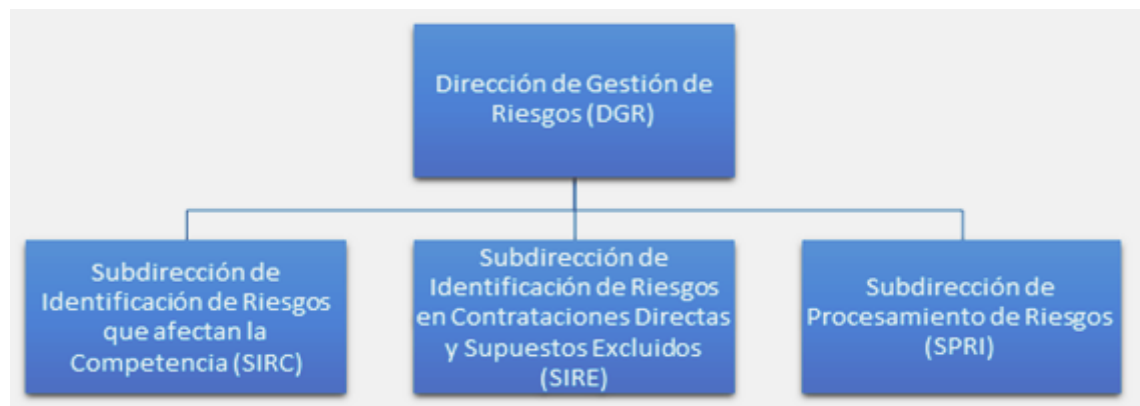 Dirección de Gestión de
Riesgos (DGR)
Subdirección de
Identificación de Riesgos
que afectan la
Competencia (SIRC)
Subdirección de
Identificación de Riesgos
en Contrataciones Directas
y Supuestos Excluidos
(SIRE)
Subdirección de
Procesamiento de Riesgos
(SPRI)